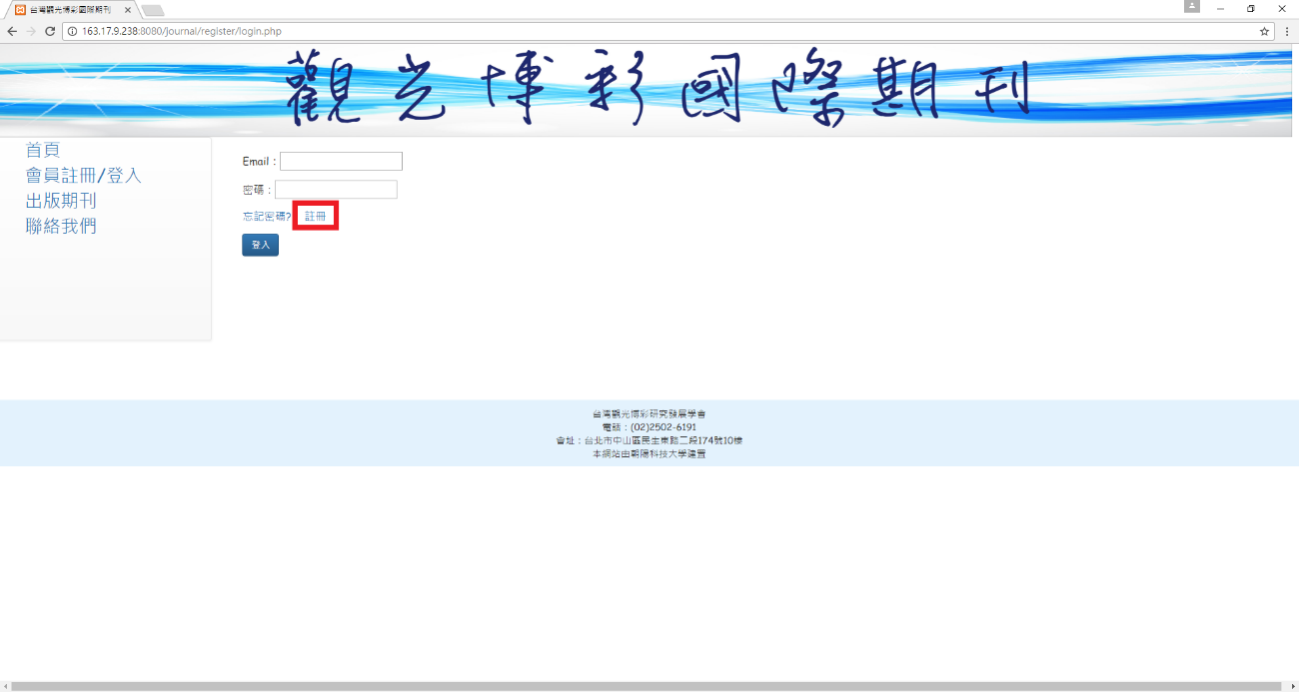 台灣觀光博彩國際期刊
163.17.9.238:8080/journal/register/login.php
觀光博彩國際期刊
首頁
會員註冊/登入
出版期刊
聯絡我們
Email：
密碼：
忘記密碼? 註冊
登入
台灣觀光博彩研究發展學會
電話：(02)2502-6191
會址：台北市中山區民生東路二段174號10樓
本網站由朝陽科技大學建置